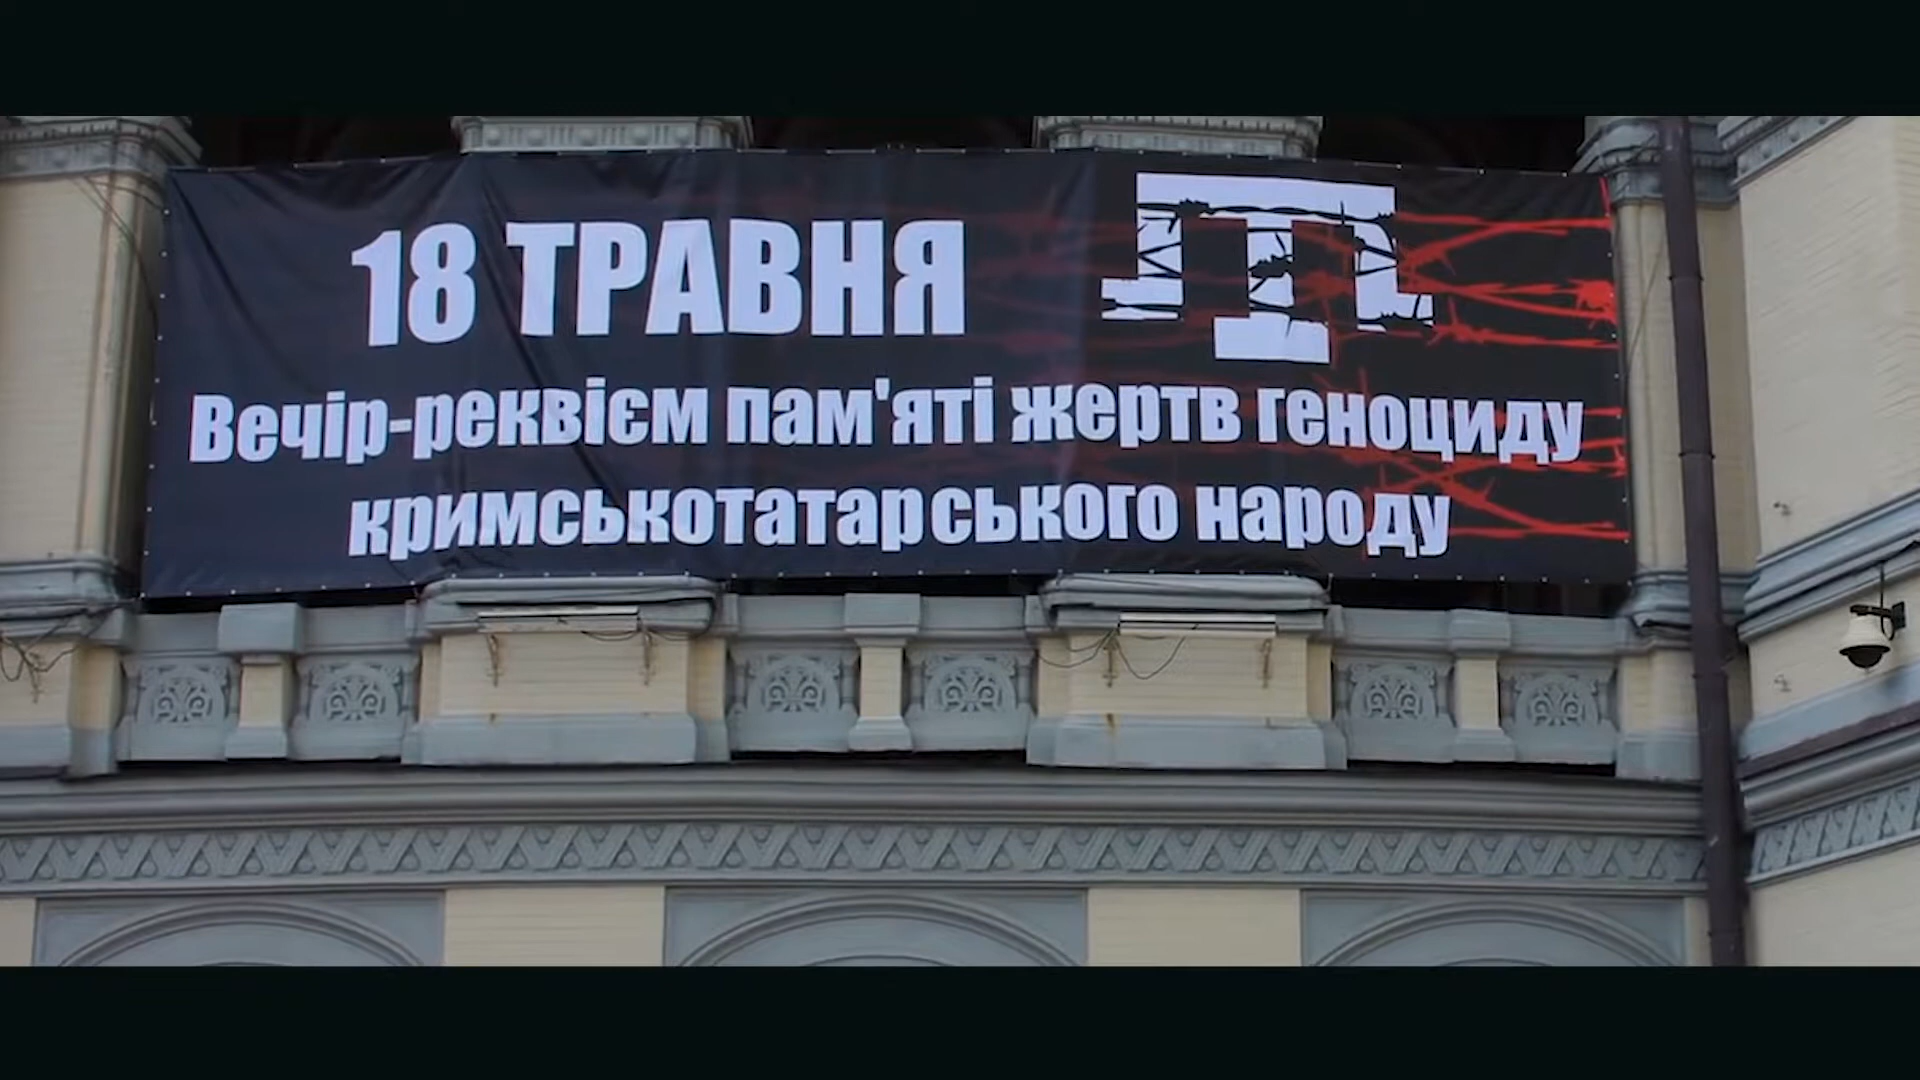 18 ТРАВНЯ
Вечір-реквієм пам'яті жертв геноциду
кримськотатарського народу